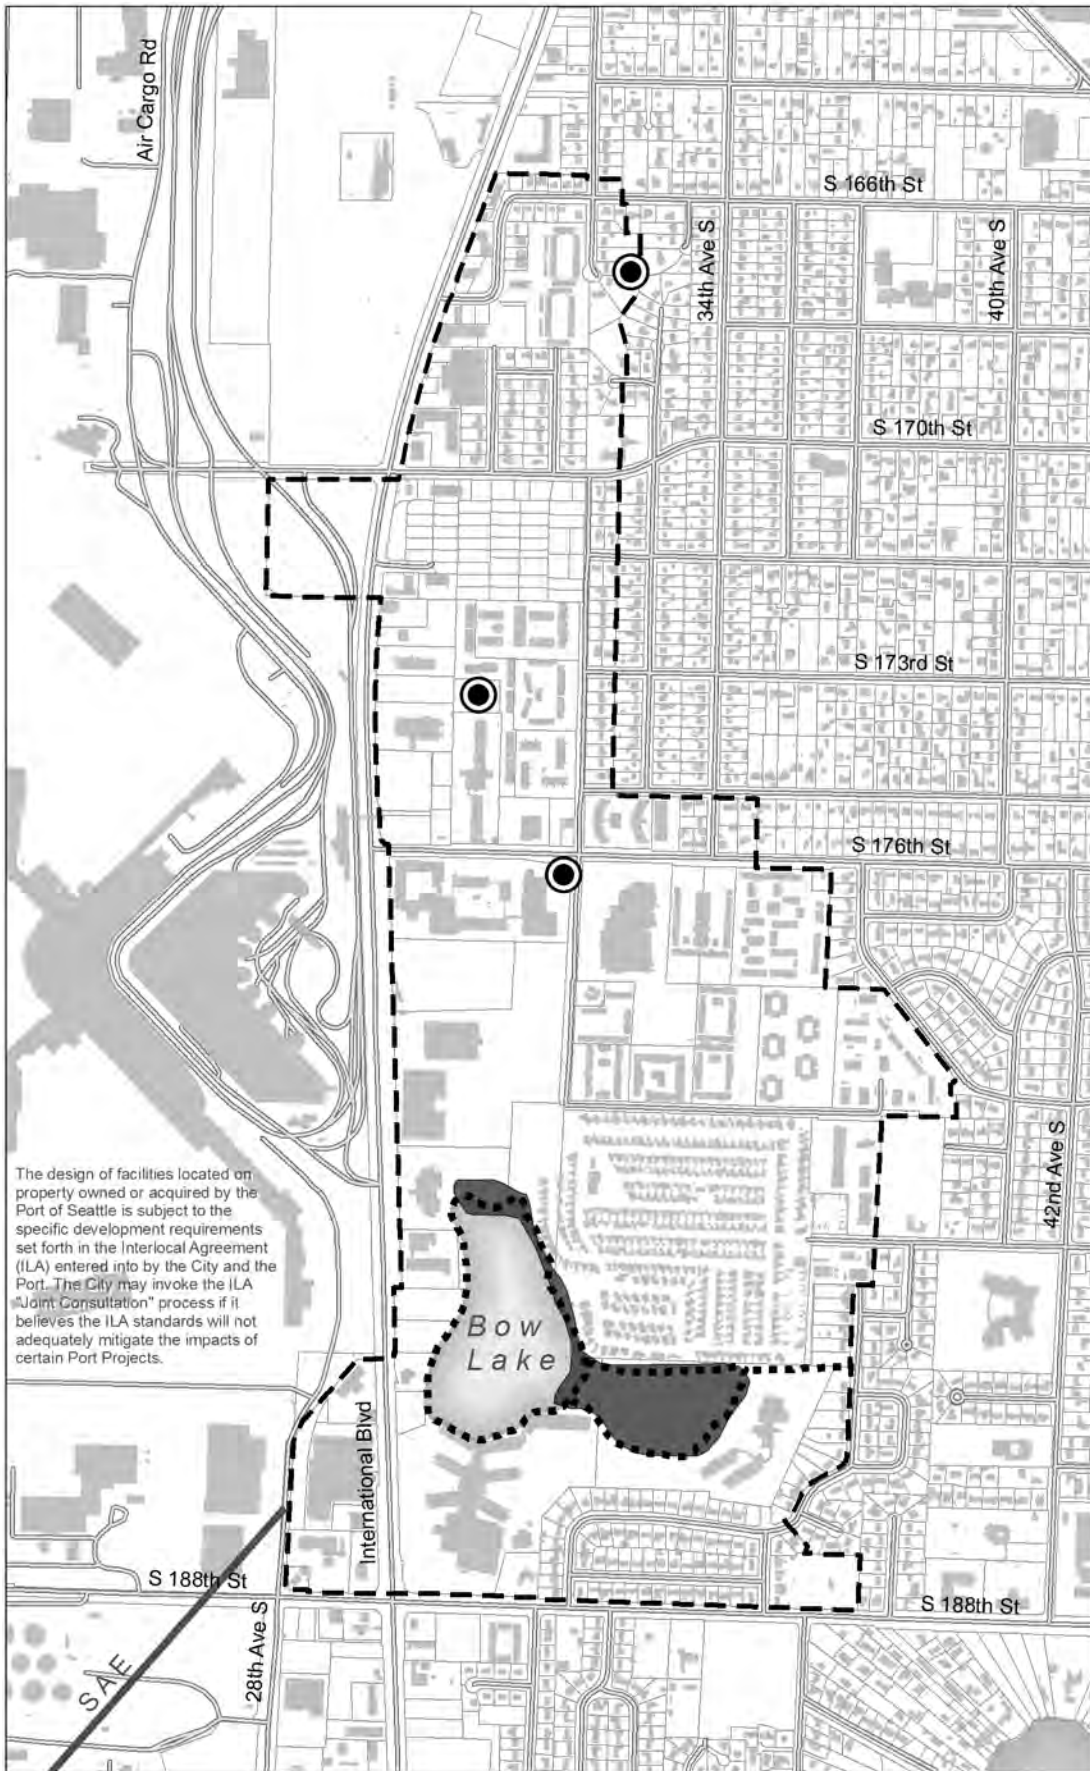 Air Cargo Rd
S 166th St
34th Ave S
40th Ave S
S 170th St
S 173rd St
S 176th St
The design of facilities located on
property owned or acquired by the
Port of Seattle is subject to the
specific development requirements
set forth in the Interlocal Agreement
(ILA) entered into by the City and the
Port. The City may invoke the ILA
"Joint Consultation" process if it
believes the ILA standards will not
adequately mitigate the impacts of
certain Port Projects.
42nd Ave S
Bow
Lake
International Blvd
S 188th St
S 188th St
28th Ave S
SAE